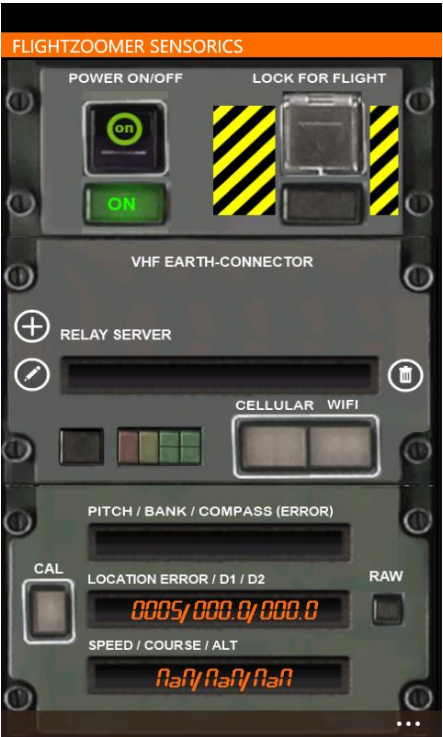 FLIGHTZOOMER SENSORICS
POWER ON/OFF LOCK FOR FLIGHT
on
ON
VHF EARTH-CONNECTOR
RELAY SERVER
CELLULAR WIFI
PITCH / BANK / COMPASS (ERROR)
CAL
LOCATION ERROR / D1 / D2
RAW
0005/000.0/000.0
SPEED / COURSE / ALT
NaN/NaN/NaN